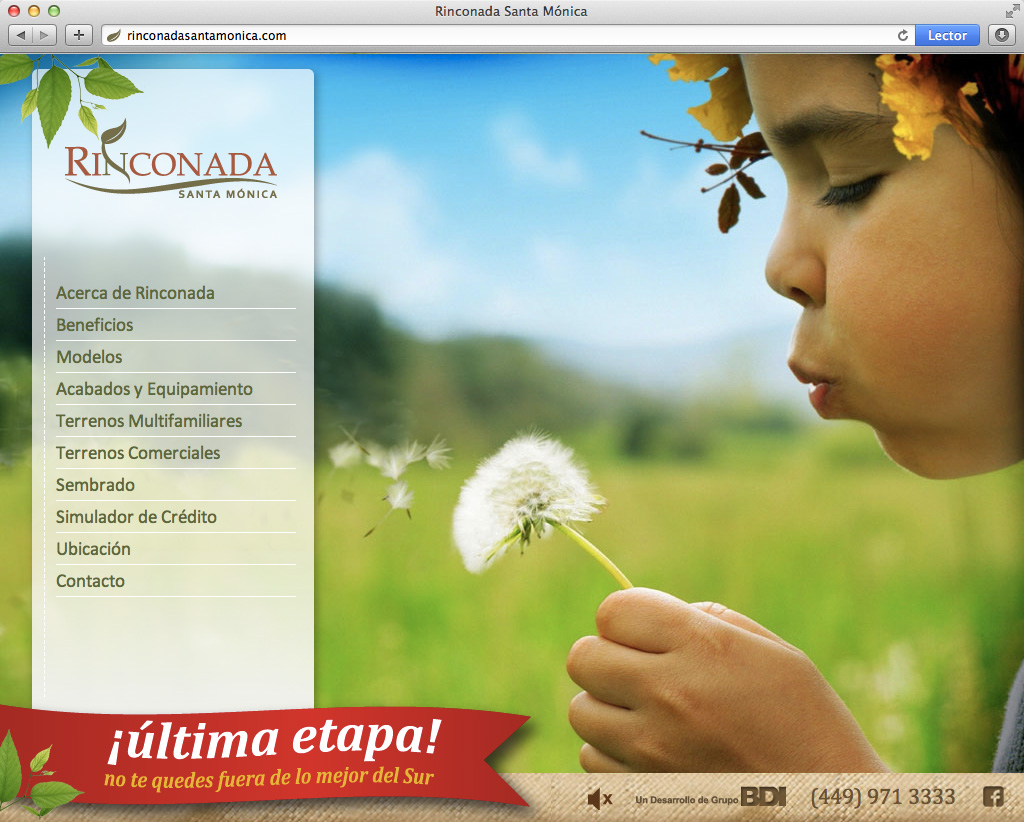 Rinconada Santa Mónica
rinconadasantamonica.com
Lector
RINCONADA
SANTA MÓNICA
Acerca de Rinconada
Beneficios
Modelos
Acabados y Equipamiento
Terrenos Multifamiliares
Terrenos Comerciales
Sembrado
Simulador de Crédito
Ubicación
Contacto
¡última etapa!
no te quedes fuera de lo mejor del Sur
Un Desarrollo de Grupo BDI (449) 971 3333